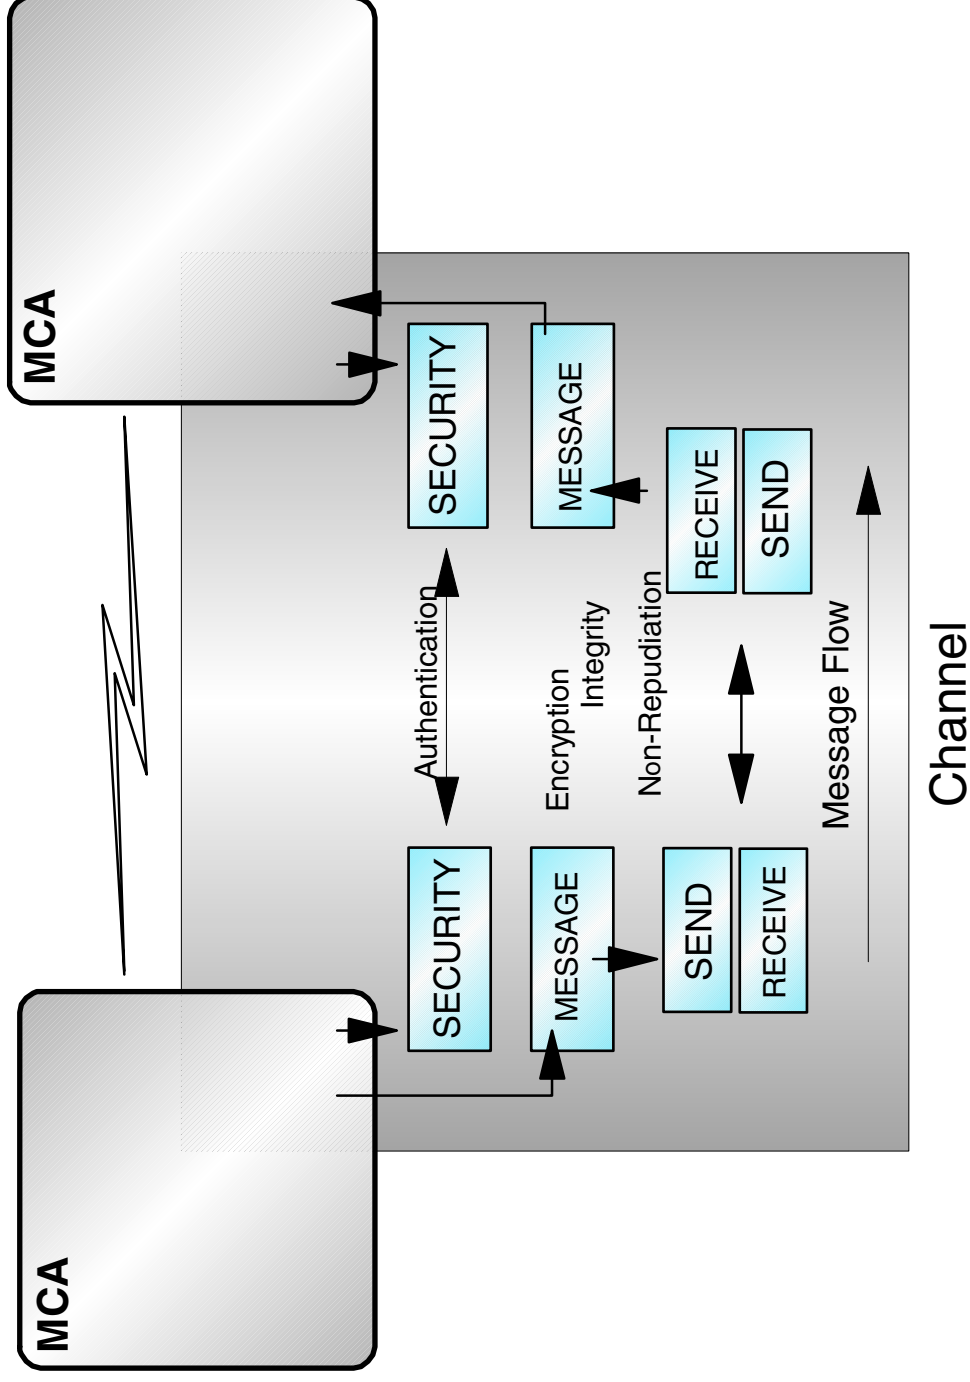 MCA
MCA
SECURITY
Authentication
SECURITY
MESSAGE
Encryption
Integrity
MESSAGE
Non-Repudiation
SEND
RECEIVE
RECEIVE
SEND
Message Flow
Channel